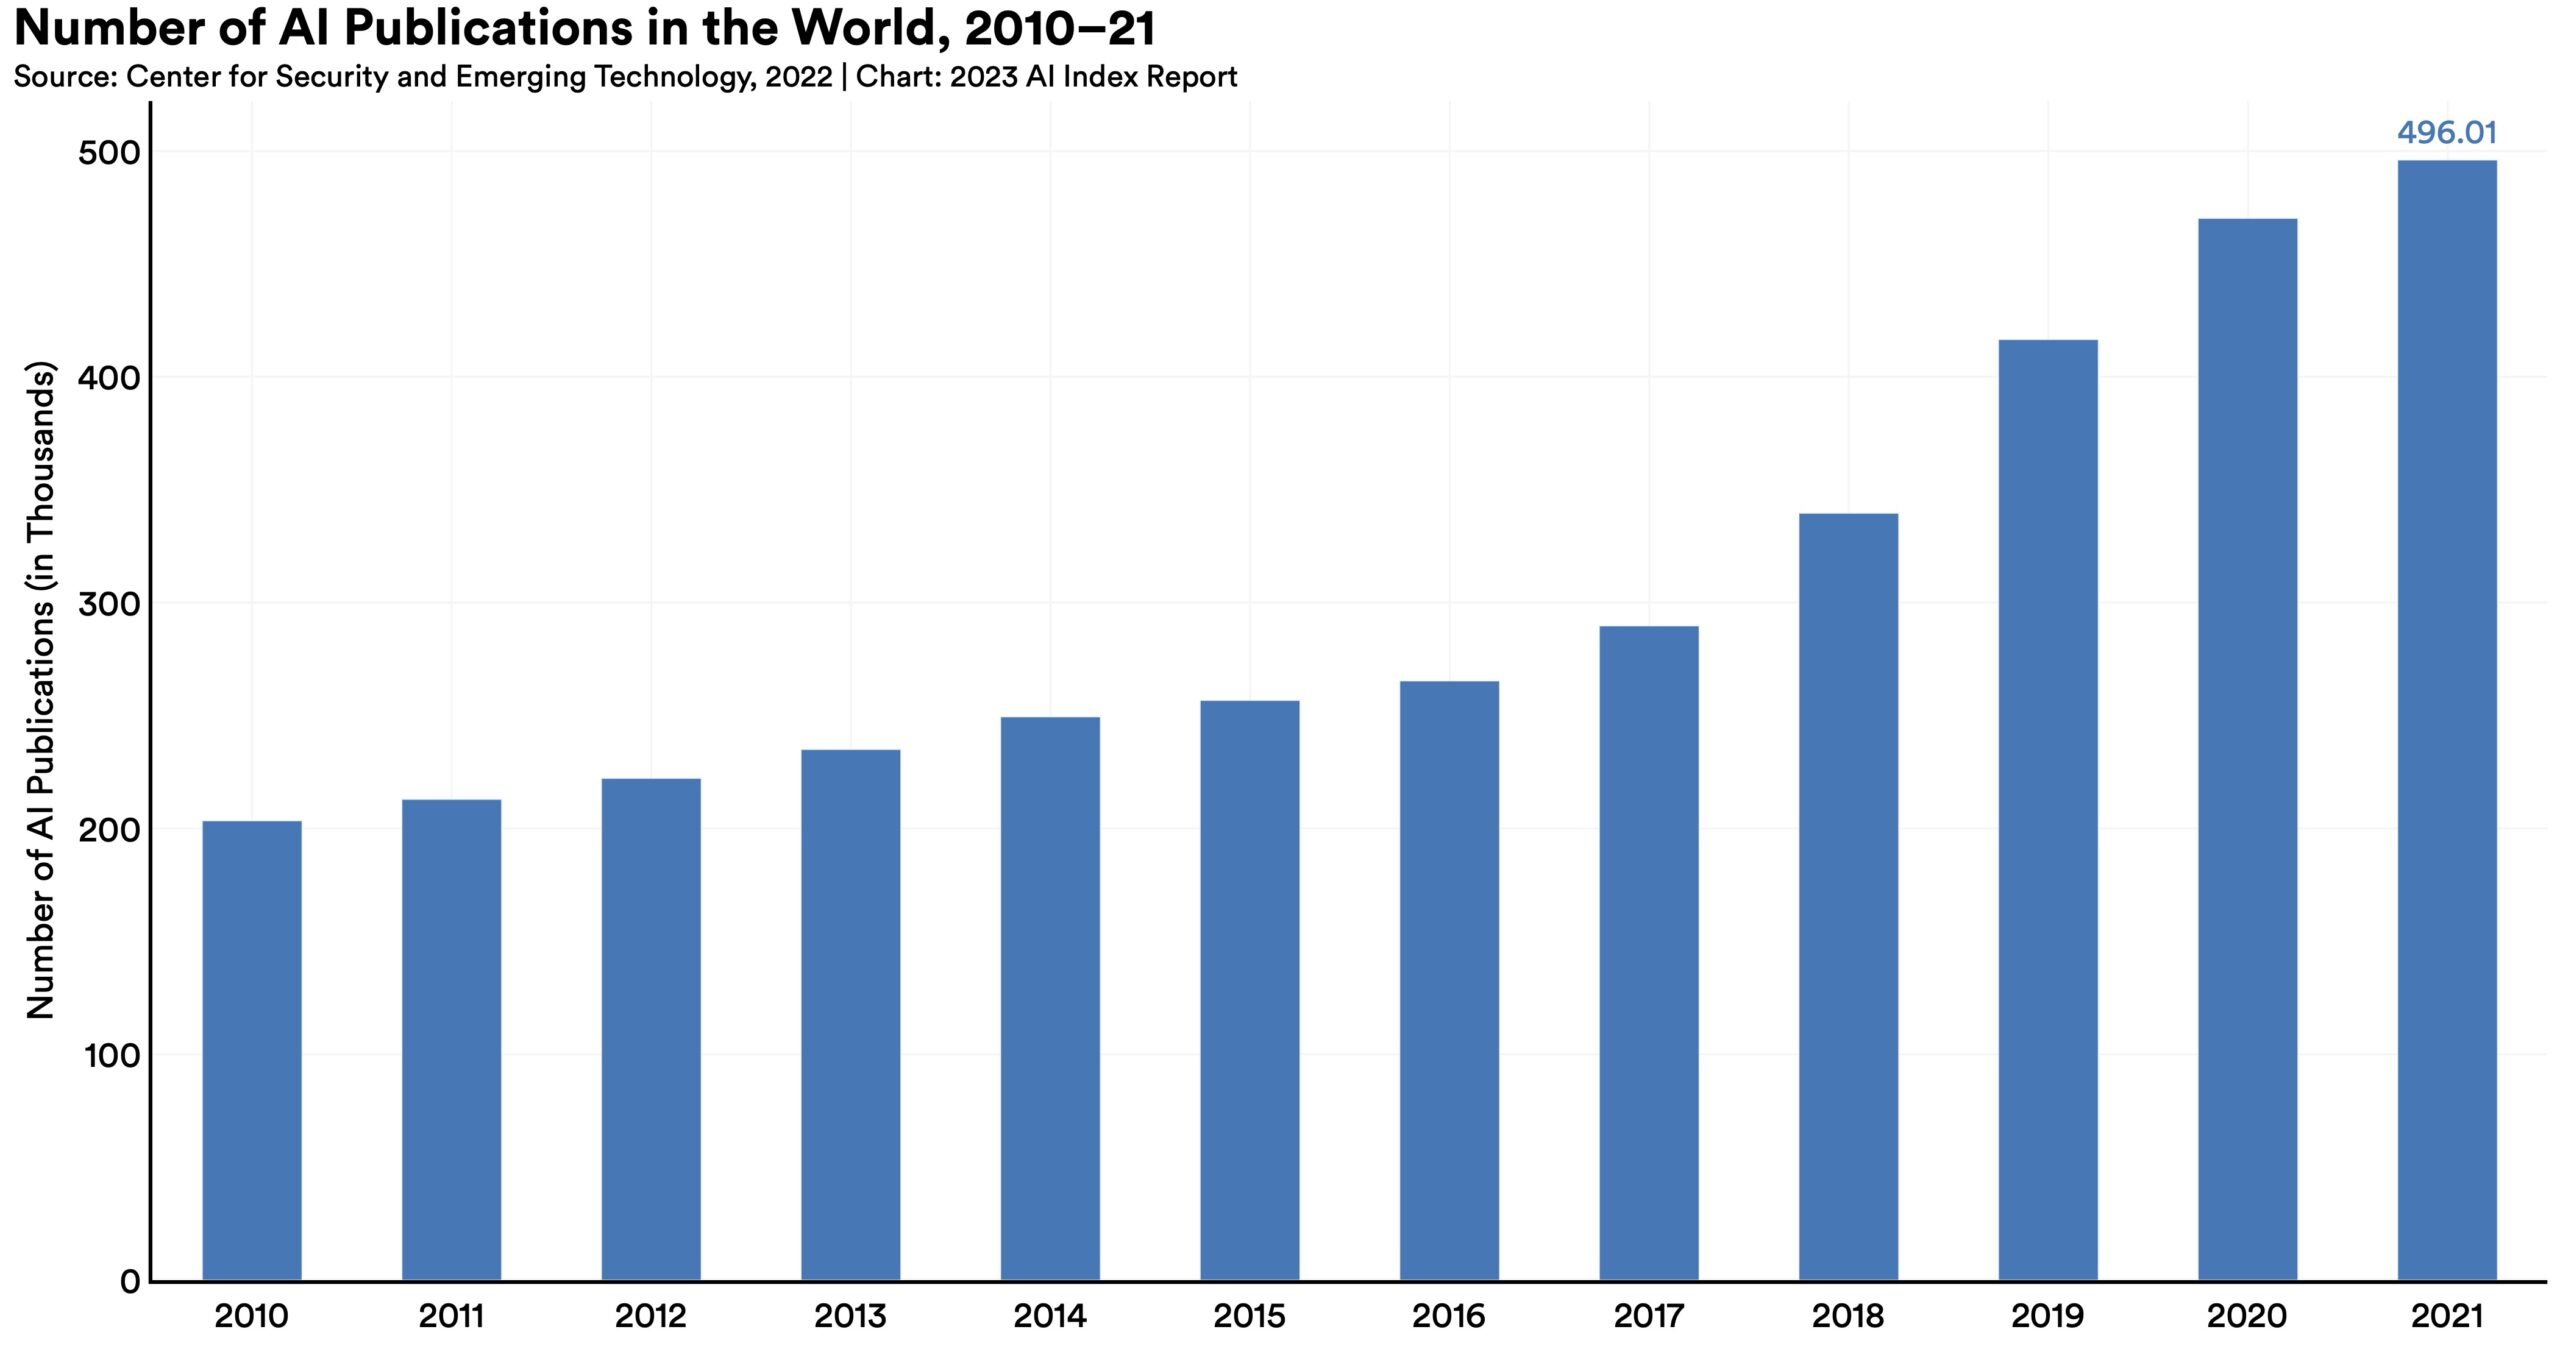 Number of AI Publications in the World, 2010–21
Source: Center for Security and Emerging Technology, 2022 | Chart: 2023 AI Index Report
Number of AI Publications (in Thousands)
500
400
300
200
100
0
496.01
2010 2011 2012 2013 2014 2015 2016 2017 2018 2019 2020 2021